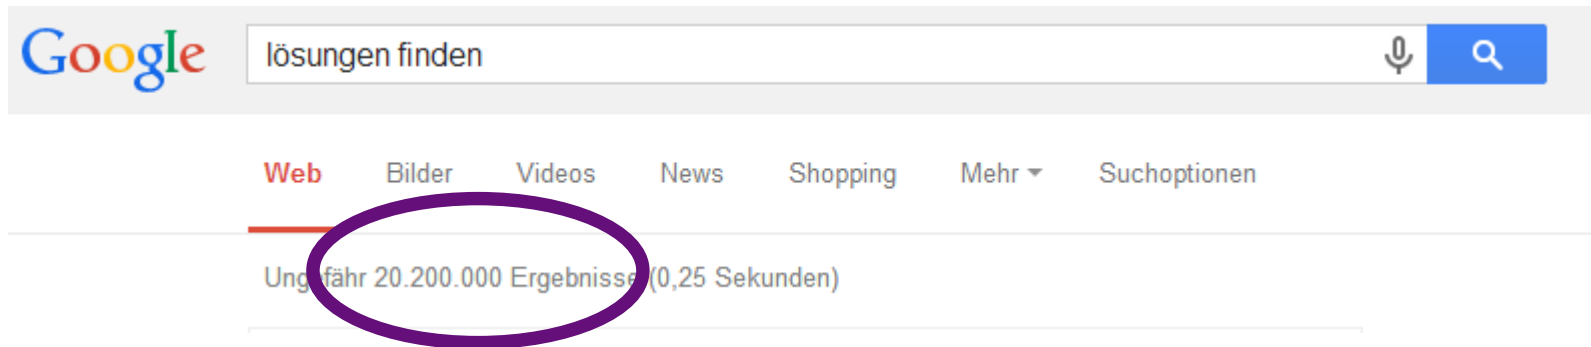 Google lösungen finden
Web Bilder Videos News Shopping Mehr Suchoptionen
Ungefähr 20.200.000 Ergebnisse (0,25 Sekunden)